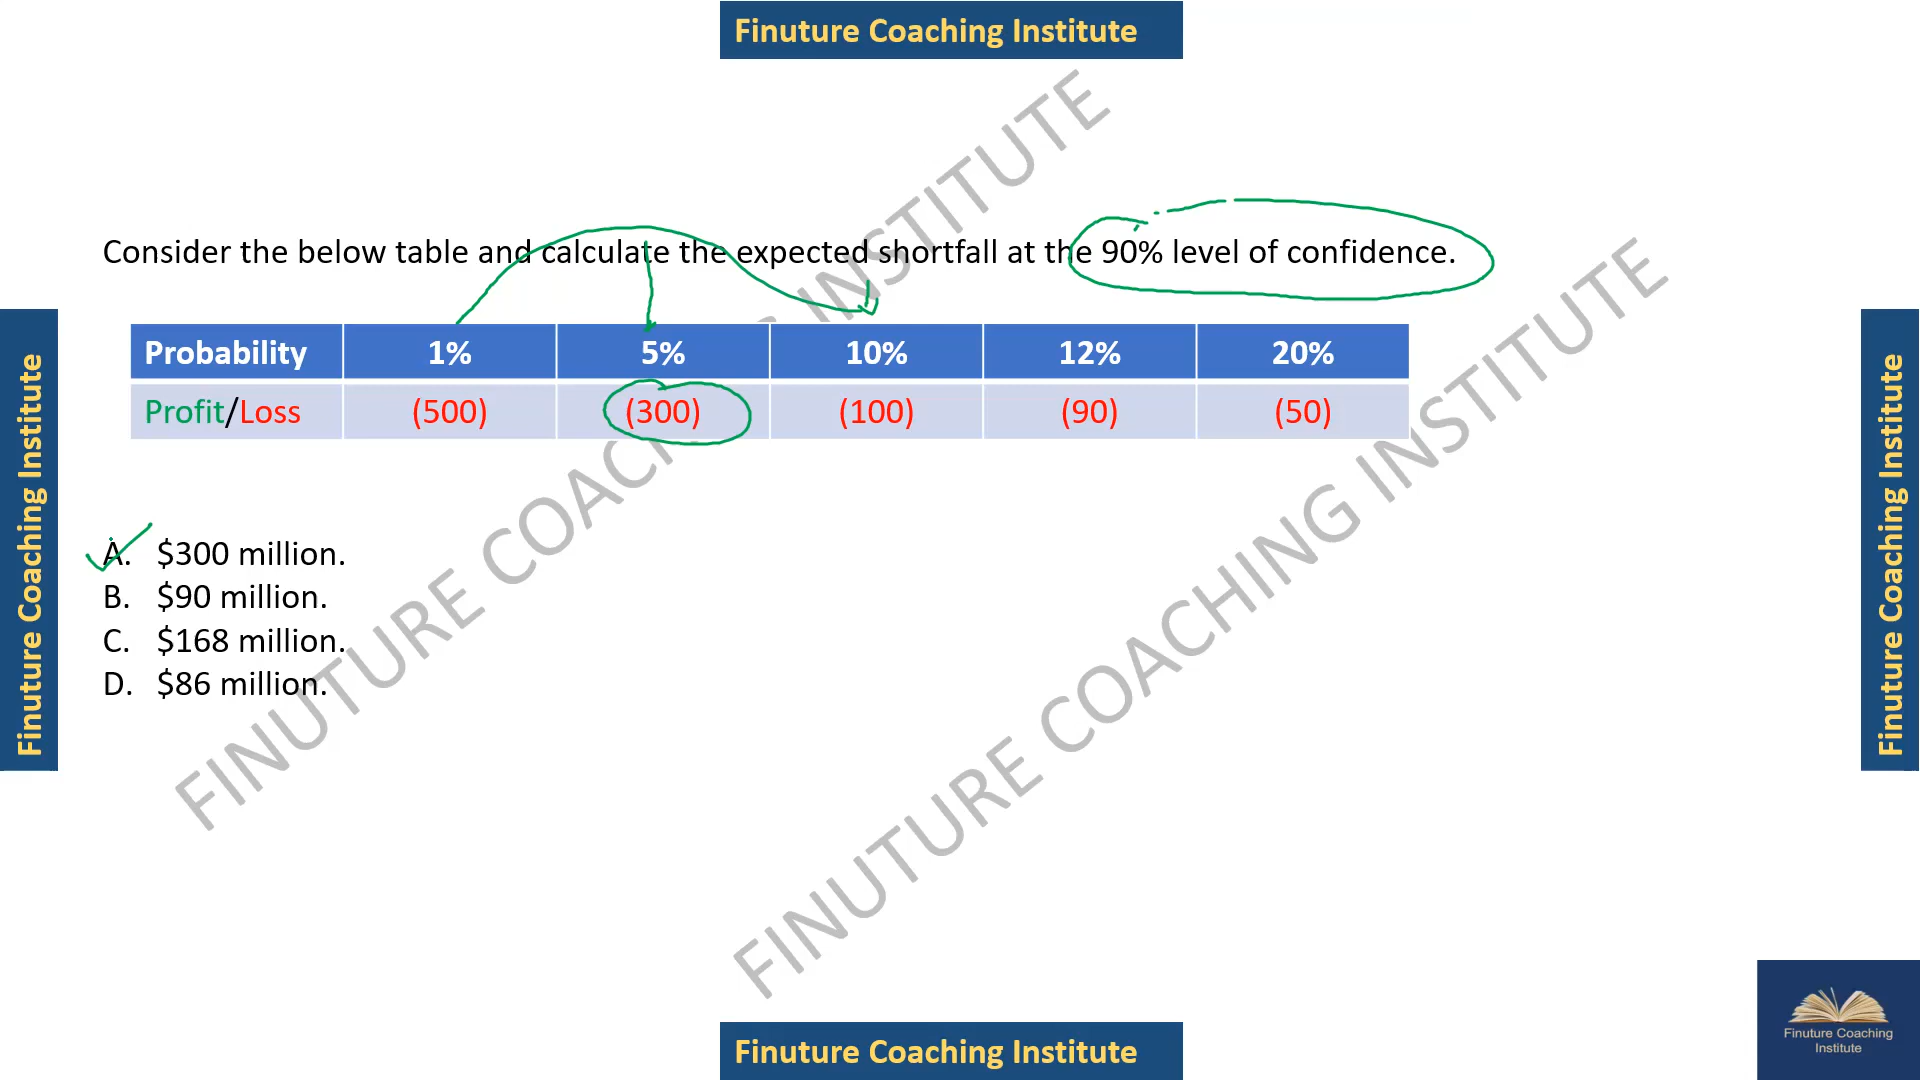 Finuture Coaching Institute
Consider the below table and calculate the expected shortfall at the 90% level of confidence.
Probability 1% 5% 10% 12% 20%
Profit/Loss (500) (300) (100) (90) (50)
A. $300 million.
B. $90 million.
C. $168 million.
D. $86 million.
Finuture Coaching Institute
Finuture Coaching Institute
FINUTURE COACHING INSTITUTE
FINUTURE COACHING INSTITUTE
Finuture Coaching Institute
Finuture Coaching
Institute